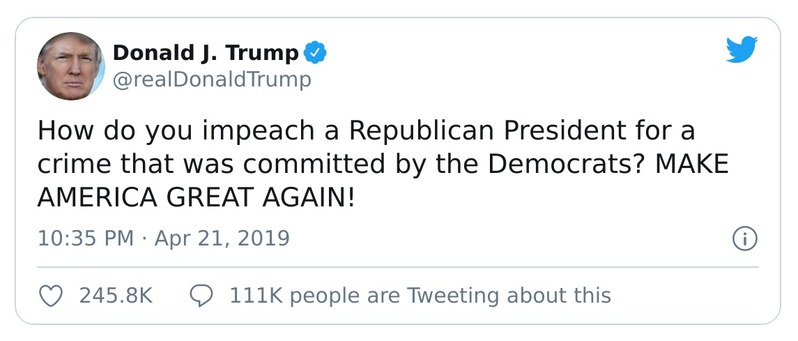 Donald J. Trump
@realDonaldTrump
How do you impeach a Republican President for a
crime that was committed by the Democrats? MAKE
AMERICA GREAT AGAIN!
10:35 PM · Apr 21, 2019
245.8K 111K people are Tweeting about this